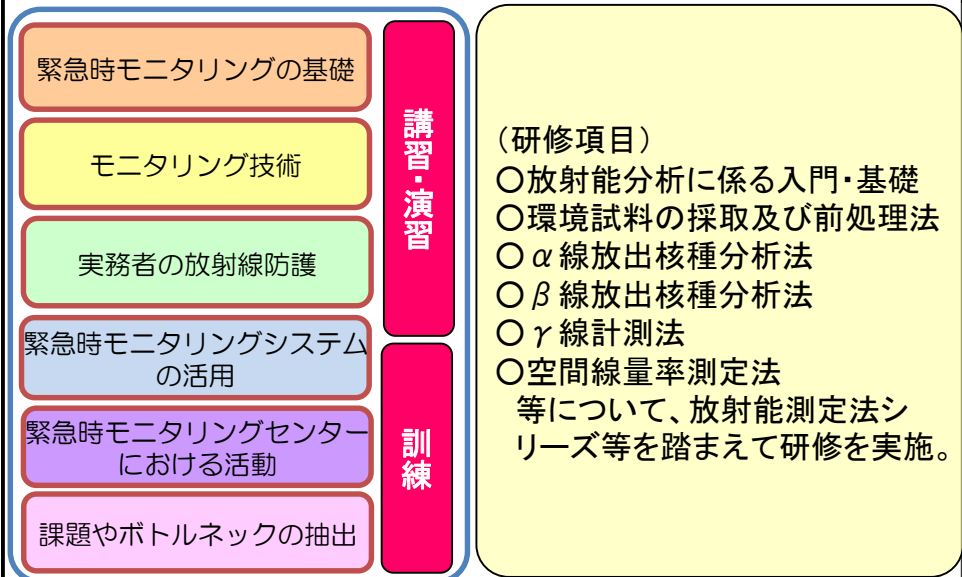 緊急時モニタリングの基礎
モニタリング技術
実務者の放射線防護
緊急時モニタリングシステム
の活用
緊急時モニタリングセンター
における活動
課題やボトルネックの抽出
講習・演習
訓練
（研修項目）
〇放射能分析に係る入門・基礎
〇環境試料の採取及び前処理法
〇α線放出核種分析法
〇β線放出核種分析法
〇γ線計測法
〇空間線量率測定法
等について、放射能測定法シ
リーズ等を踏まえて研修を実施。